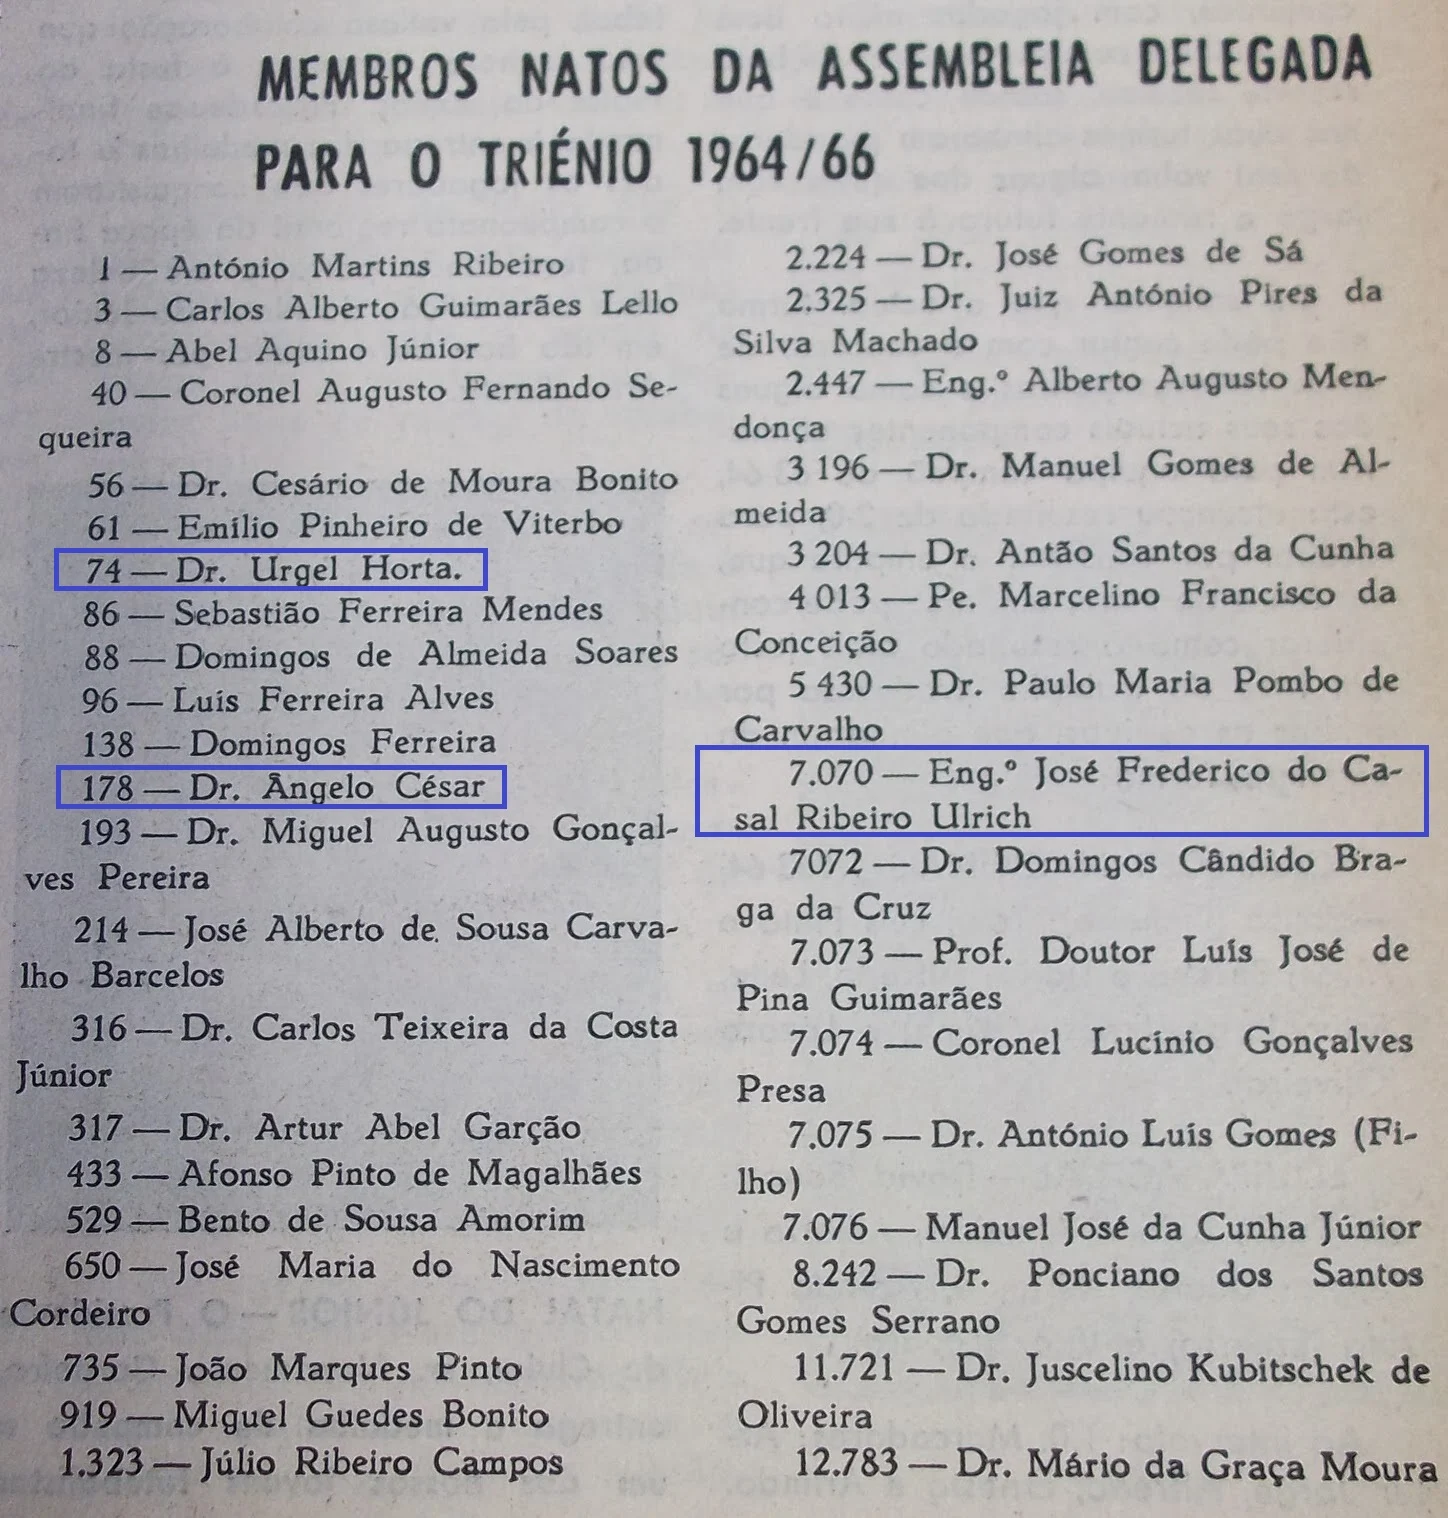 MEMBROS NATOS DA ASSEMBLEIA DELEGADA
PARA O TRIÉNIO 1964/66
1 — António Martins Ribeiro
3 — Carlos Alberto Guimarães Lello
8 — Abel Aquino Júnior
40 — Coronel Augusto Fernando Se-
queira
56 — Dr. Cesário de Moura Bonito
61 — Emílio Pinheiro de Viterbo
74 — Dr. Urgel Horta.
86 — Sebastião Ferreira Mendes
88 — Domingos de Almeida Soares
96 — Luís Ferreira Alves
138 — Domingos Ferreira
178 — Dr. Ângelo César
193 — Dr. Miguel Augusto Gonçal-
ves Pereira
214 — José Alberto de Sousa Carva-
lho Barcelos
316 — Dr. Carlos Teixeira da Costa
Júnior
317 — Dr. Artur Abel Garção
433 — Afonso Pinto de Magalhães
529 — Bento de Sousa Amorim
650 — José Maria do Nascimento
Cordeiro
735 — João Marques Pinto
919 — Miguel Guedes Bonito
1.323 — Júlio Ribeiro Campos
2.224 — Dr. José Gomes de Sá
2.325 — Dr. Juiz António Pires da
Silva Machado
2.447 — Eng.º Alberto Augusto Men-
donça
3 196 — Dr. Manuel Gomes de Al-
meida
3 204 — Dr. Antão Santos da Cunha
4 013 — Pe. Marcelino Francisco da
Conceição
5 430 — Dr. Paulo Maria Pombo de
Carvalho
7.070 — Eng.º José Frederico do Ca-
sal Ribeiro Ulrich
7072 — Dr. Domingos Cândido Bra-
ga da Cruz
7.073 — Prof. Doutor Luís José de
Pina Guimarães
7.074 — Coronel Lucínio Gonçalves
Presa
7.075 — Dr. António Luís Gomes (Fi-
lho)
7.076 — Manuel José da Cunha Júnior
8.242 — Dr. Ponciano dos Santos
Gomes Serrano
11.721 — Dr. Juscelino Kubitschek de
Oliveira
12.783 — Dr. Mário da Graça Moura